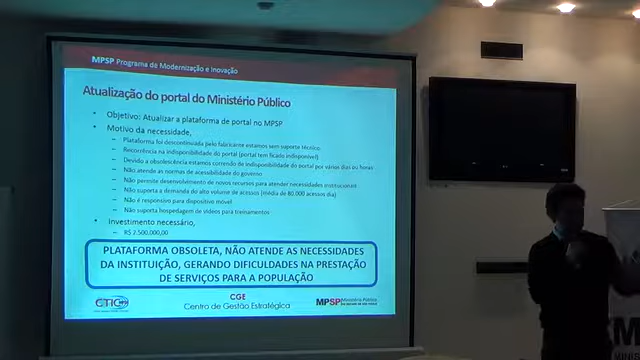 MPSP Programa de Modernização e Inovação
Atualização do portal do Ministério Público
• Objetivo: Atualizar a plataforma de portal no MPSP
• Motivo da necessidade,
• Plataforma foi descontinuada pelo fabricante estamos sem suporte técnico.
• Recorrência na indisponibilidade do portal (portal tem ficado indisponível)
• Devido a obsolescência estamos correndo de indisponibilidade do portal por vários dias ou horas
• Não atende as normas de acessibilidade do governo
• Não permite desenvolvimento de novos recursos para atender necessidades institucionais
• Não suporta a demanda do alto volume de acessos (média de 80.000 acessos dia)
• Não é responsivo para dispositivo móvel
• Não suporta hospedagem de vídeos para treinamentos
• Investimento necessário,
• R$ 2.500.000,00
PLATAFORMA OBSOLETA, NÃO ATENDE AS NECESSIDADES
DA INSTITUIÇÃO, GERANDO DIFICULDADES NA PRESTAÇÃO
DE SERVIÇOS PARA A POPULAÇÃO
CTIC
CGE
Centro de Gestão Estratégica
MPSP Ministério Público